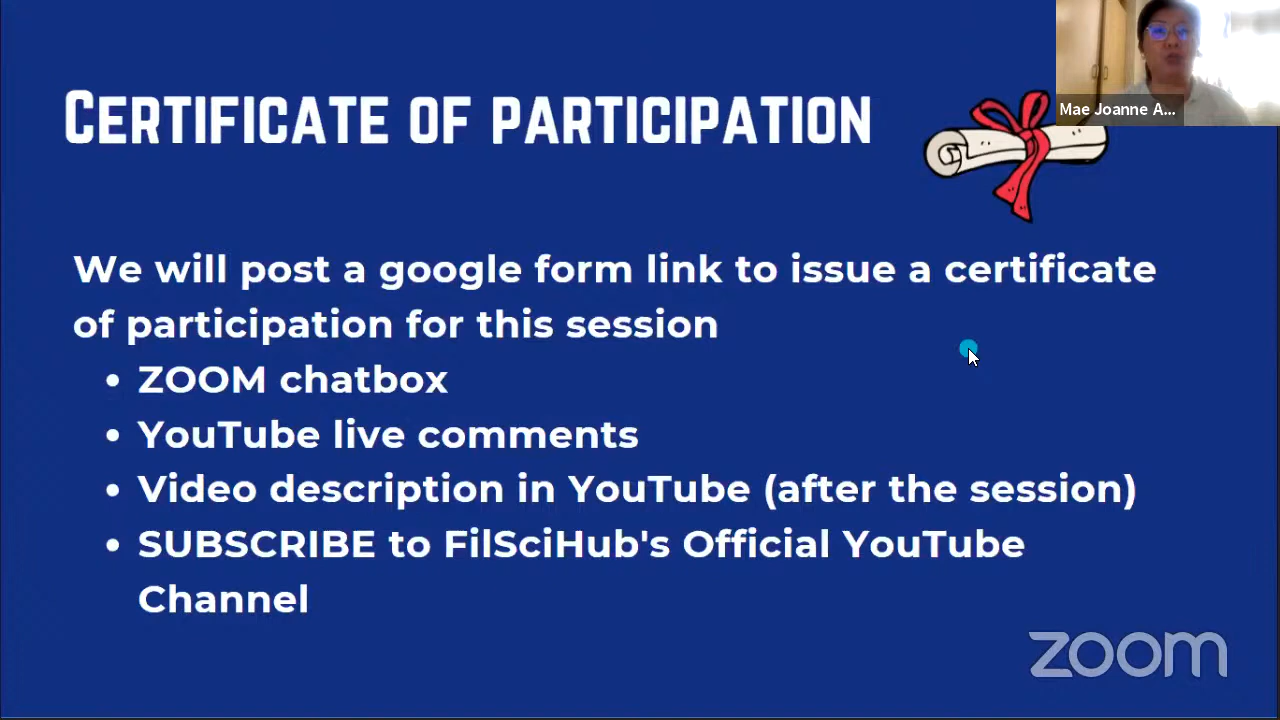 CERTIFICATE OF PARTICIPATION
Mae Joanne A...
We will post a google form link to issue a certificate
of participation for this session
• ZOOM chatbox
• YouTube live comments
• Video description in YouTube (after the session)
• SUBSCRIBE to FilSciHub's Official YouTube
Channel
zoom